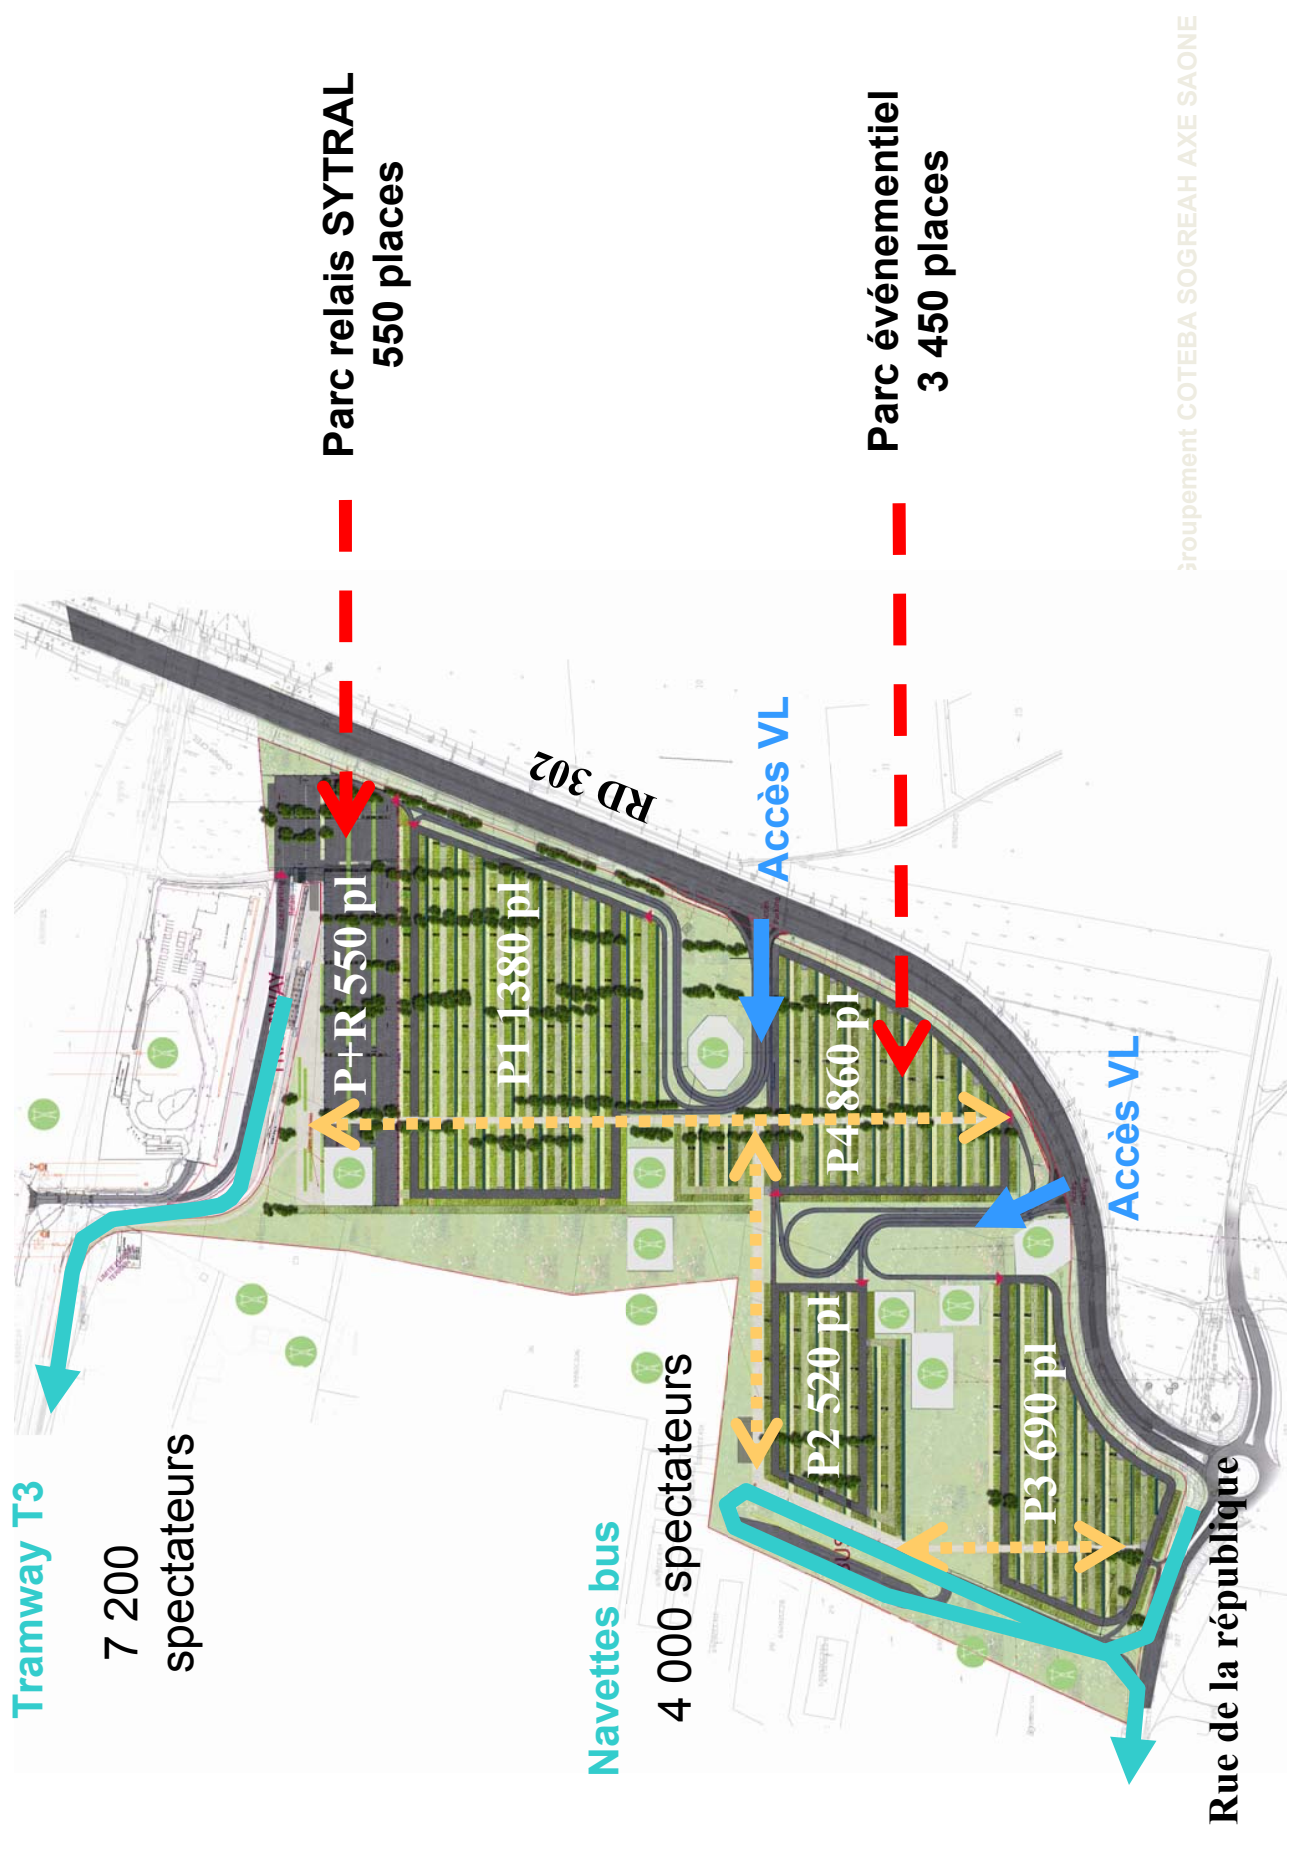 Tramway T3
7 200
spectateurs
Navettes bus
4 000 spectateurs
Rue de la république
P+R 550 pl
P1 1380 pl
P2 520 pl
P4 860 pl
P3 690 pl
RD 302
Accès VL
Accès VL
BUS
Parc relais SYTRAL
550 places
Parc événementiel
3 450 places
Groupement COTEBA SOGREAH AXE SAONE